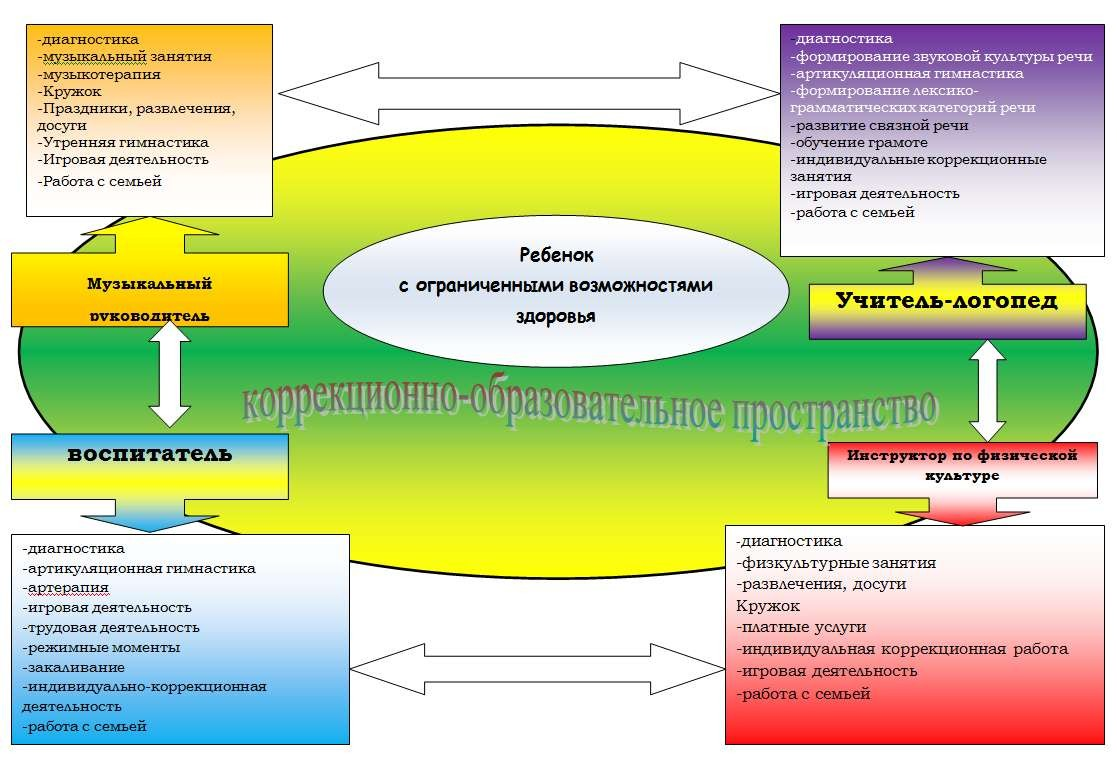 -диагностика
-музыкальный занятия
-музыкотерапия
-Кружок
-Праздники, развлечения,
досуги
-Утренняя гимнастика
-Игровая деятельность
-Работа с семьей
-диагностика
-формирование звуковой культуры речи
-артикуляционная гимнастика
-формирование лексико-
грамматических категорий речи
-развитие связной речи
-обучение грамоте
-индивидуальные коррекционные
занятия
-игровая деятельность
-работа с семьей
Ребенок
с ограниченными возможностями
здоровья
Музыкальный
руководитель
Учитель-логопед
коррекционно-образовательное пространство
воспитатель
Инструктор по физической
культуре
-диагностика
-артикуляционная гимнастика
-артерапия
-игровая деятельность
-трудовая деятельность
-режимные моменты
-закаливание
-индивидуально-коррекционная
деятельность
-работа с семьей
-диагностика
-физкультурные занятия
-развлечения, досуги
Кружок
-платные услуги
-индивидуальная коррекционная работа
-игровая деятельность
-работа с семьей